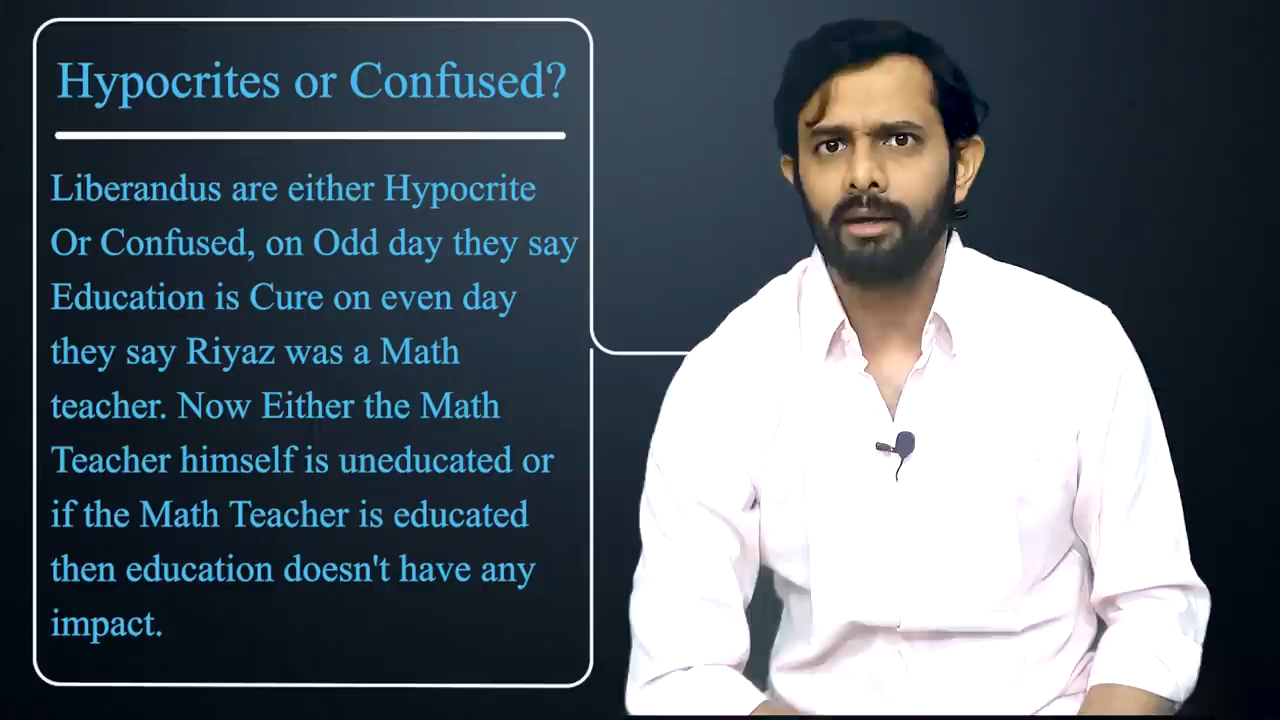 Hypocrites or Confused?
Liberandus are either Hypocrite
Or Confused, on Odd day they say
Education is Cure on even day
they say Riyaz was a Math
teacher. Now Either the Math
Teacher himself is uneducated or
if the Math Teacher is educated
then education doesn't have any
impact.